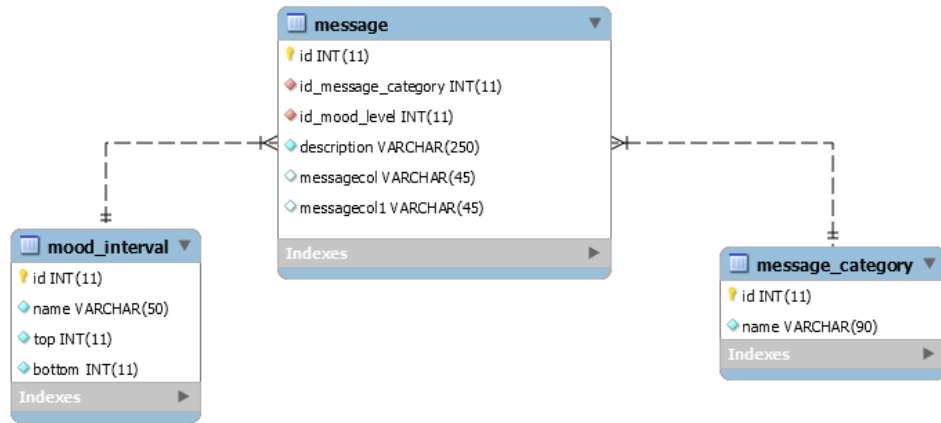 message
id INT(11)
id_message_category INT(11)
id_mood_level INT(11)
description VARCHAR(250)
messagecol VARCHAR(45)
messagecol1 VARCHAR(45)
Indexes
mood_interval
id INT(11)
name VARCHAR(50)
top INT(11)
bottom INT(11)
Indexes
message_category
id INT(11)
name VARCHAR(90)
Indexes